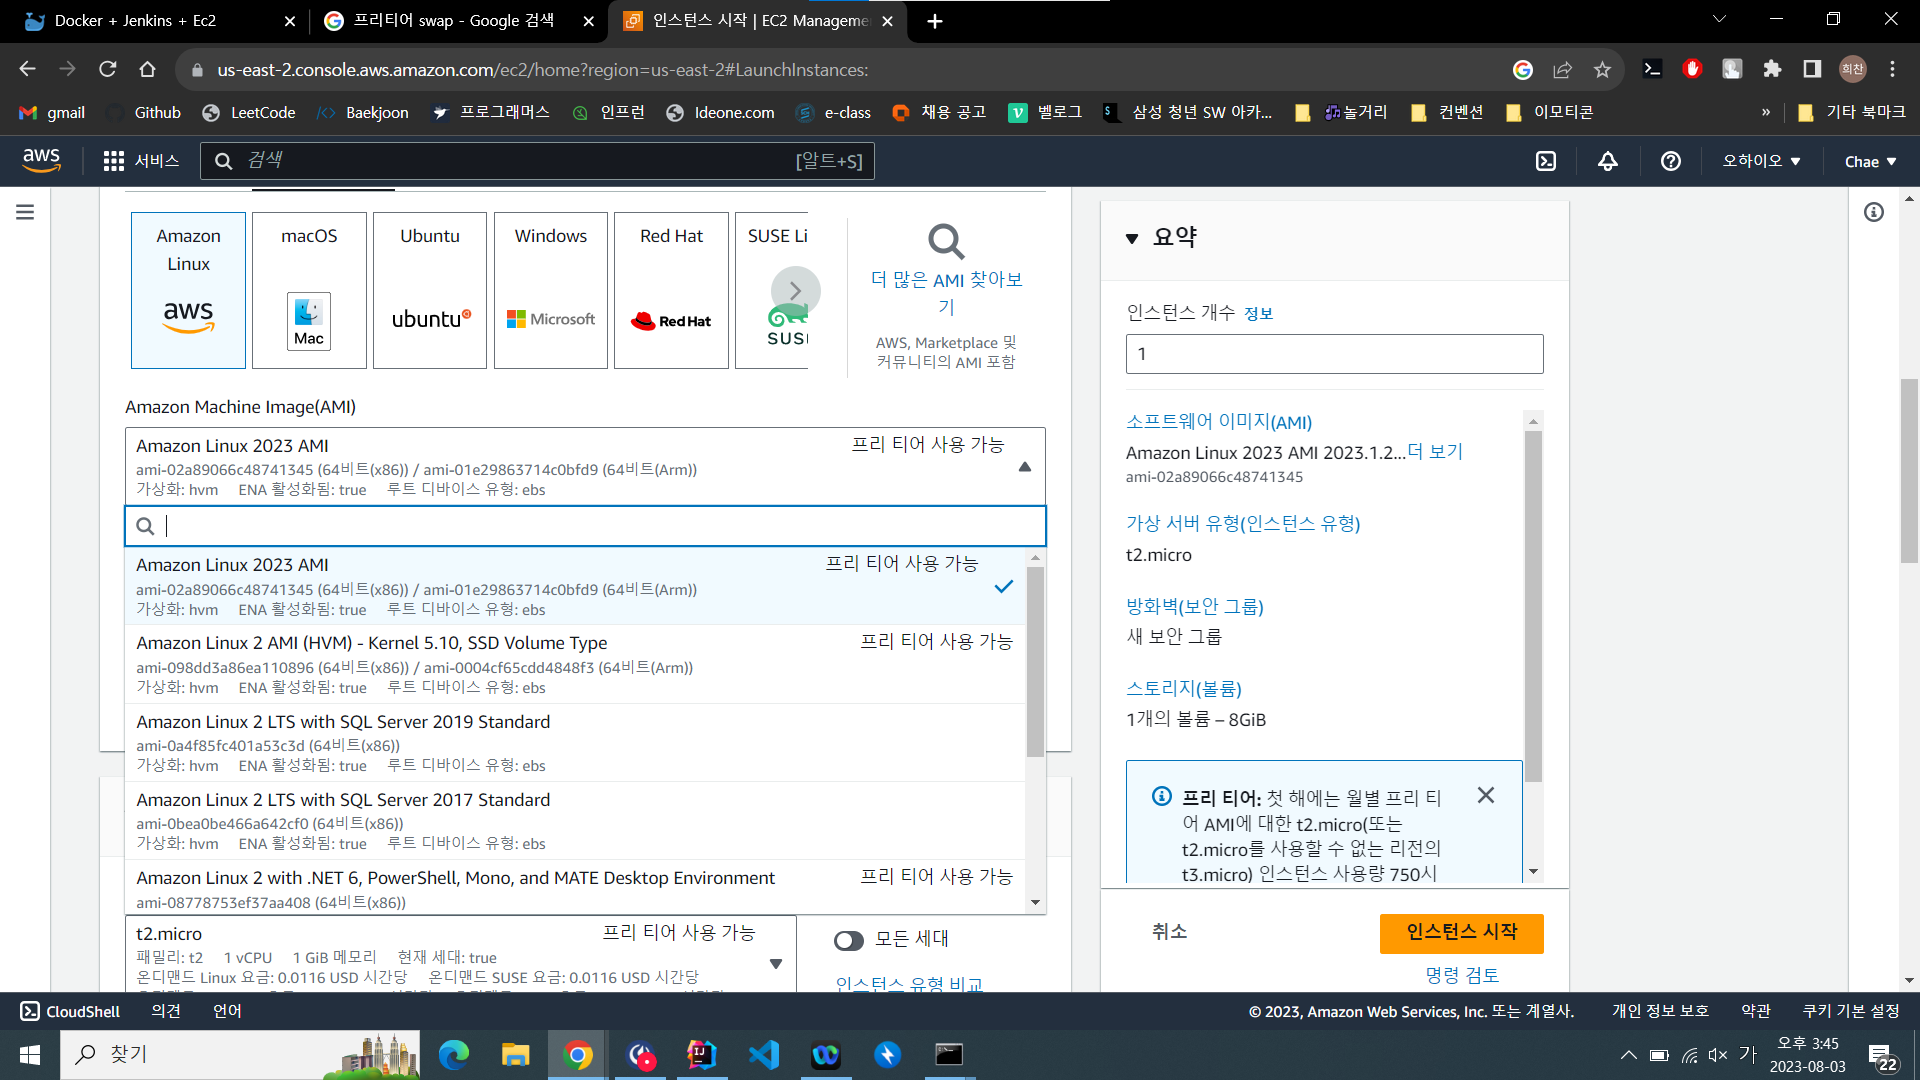 Docker + Jenkins + Ec2
프리티어 swap - Google 검색
인스턴스 시작 | EC2 Manageme
us-east-2.console.aws.amazon.com/ec2/home?region=us-east-2#LaunchInstances:
희찬
gmail
Github
LeetCode
Baekjoon
프로그래머스
인프런
Ideone.com
e-class
채용 공고
벨로그
삼성 청년 SW 아카...
놀거리
컨벤션
이모티콘
»
기타 북마크
aws
서비스
검색
[알트+S]
오하이오
Chae
Amazon
Linux
aws
macOS
Mac
Ubuntu
ubuntu
Windows
Microsoft
Red Hat
Red Hat
SUSE Li
SUS
더 많은 AMI 찾아보
기
AWS, Marketplace 및
커뮤니티의 AMI 포함
Amazon Machine Image(AMI)
Amazon Linux 2023 AMI
프리 티어 사용 가능
ami-02a89066c48741345 (64비트(x86)) / ami-01e29863714c0bfd9 (64비트(Arm))
가상화: hvm ENA 활성화됨: true 루트 디바이스 유형: ebs
Amazon Linux 2023 AMI
프리 티어 사용 가능
ami-02a89066c48741345 (64비트(x86)) / ami-01e29863714c0bfd9 (64비트(Arm))
가상화: hvm ENA 활성화됨: true 루트 디바이스 유형: ebs
Amazon Linux 2 AMI (HVM) - Kernel 5.10, SSD Volume Type
프리 티어 사용 가능
ami-098dd3a86ea110896 (64비트(x86)) / ami-0004cf65cdd4848f3 (64비트(Arm))
가상화: hvm ENA 활성화됨: true 루트 디바이스 유형: ebs
Amazon Linux 2 LTS with SQL Server 2019 Standard
ami-0a4f85fc401a53c3d (64비트(x86))
가상화: hvm ENA 활성화됨: true 루트 디바이스 유형: ebs
Amazon Linux 2 LTS with SQL Server 2017 Standard
ami-0bea0be466a642cf0 (64비트(x86))
가상화: hvm ENA 활성화됨: true 루트 디바이스 유형: ebs
Amazon Linux 2 with .NET 6, PowerShell, Mono, and MATE Desktop Environment
프리 티어 사용 가능
ami-08778753ef37aa408 (64비트(x86))
t2.micro
프리 티어 사용 가능
패밀리: t2 1 vCPU 1 GiB 메모리 현재 세대: true
온디맨드 Linux 요금: 0.0116 USD 시간당 온디맨드 SUSE 요금: 0.0116 USD 시간당
모든 세대
인스턴스 유형 비교
요약
인스턴스 개수 정보
1
소프트웨어 이미지(AMI)
Amazon Linux 2023 AMI 2023.1.2...더 보기
ami-02a89066c48741345
가상 서버 유형(인스턴스 유형)
t2.micro
방화벽(보안 그룹)
새 보안 그룹
스토리지(볼륨)
1개의 볼륨 – 8GiB
프리 티어: 첫 해에는 월별 프리 티
어 AMI에 대한 t2.micro(또는
t2.micro를 사용할 수 없는 리전의
t3.micro) 인스턴스 사용량 750시
취소
인스턴스 시작
명령 검토
CloudShell
의견
언어
© 2023, Amazon Web Services, Inc. 또는 계열사.
개인 정보 보호
약관
쿠키 기본 설정
찾기
가
오후 3:45
2023-08-03
22